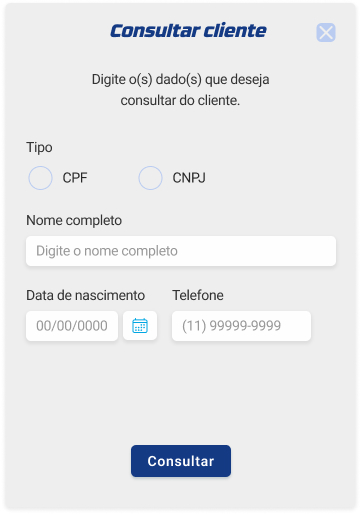 Consultar cliente
Digite o(s) dado(s) que deseja
consultar do cliente.
Tipo
CPF CNPJ
Nome completo
Digite o nome completo
Data de nascimento Telefone
00/00/0000 (11) 99999-9999
Consultar